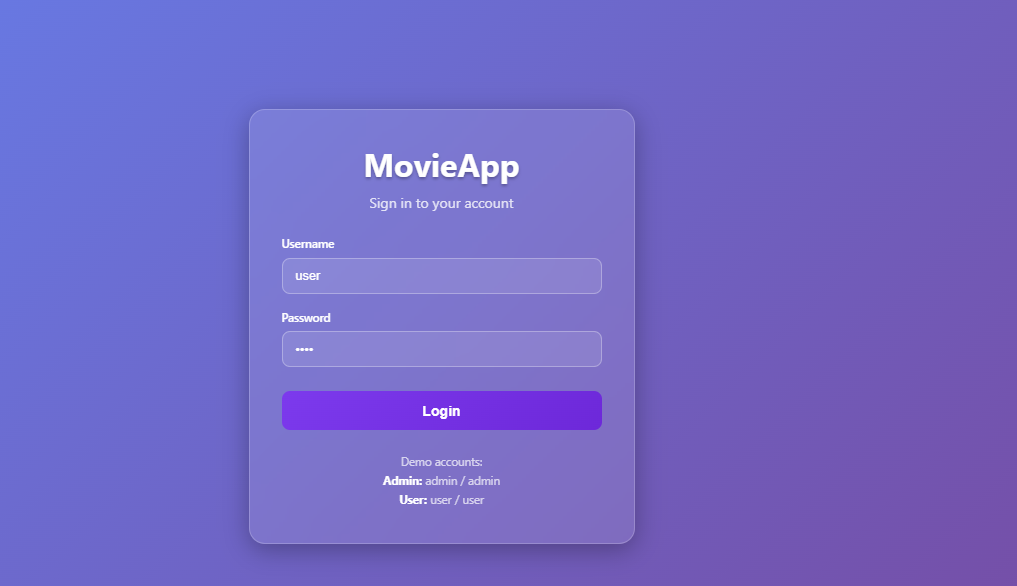 MovieApp
Sign in to your account
Username
user
Password
••••
Login
Demo accounts:
Admin: admin / admin
User: user / user